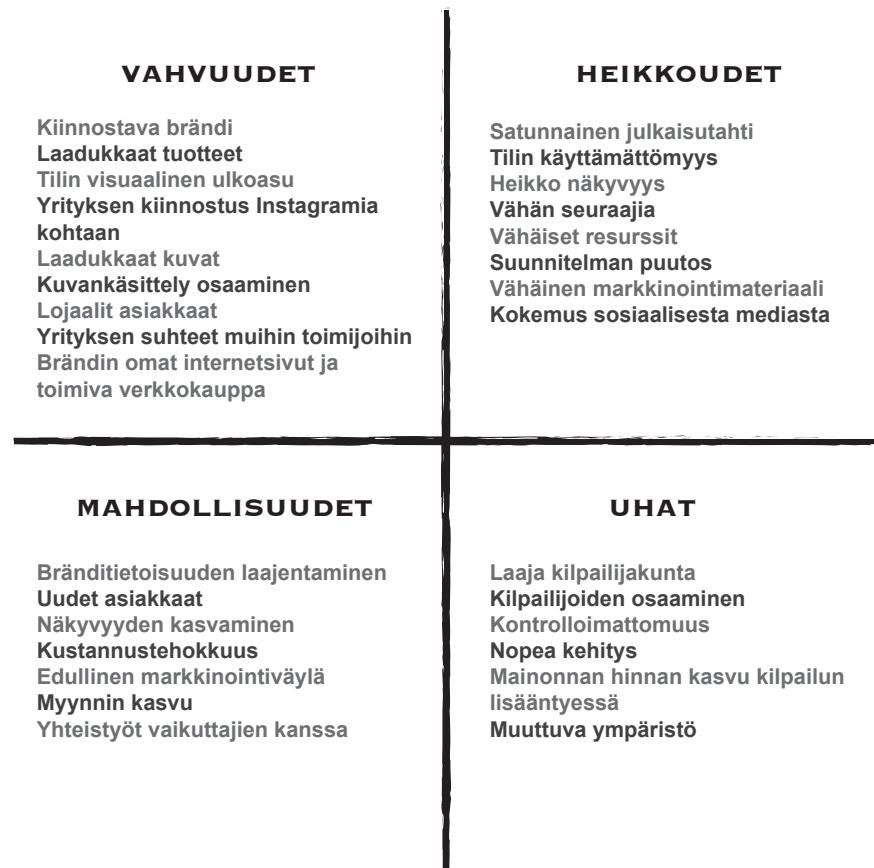 VAHVUUDET
Kiinnostava brändi
Laadukkaat tuotteet
Tilin visuaalinen ulkoasu
Yrityksen kiinnostus Instagramia
kohtaan
Laadukkaat kuvat
Kuvankäsittely osaaminen
Lojaalit asiakkaat
Yrityksen suhteet muihin toimijoihin
Brändin omat internetsivut ja
toimiva verkkokauppa
HEIKKOUDET
Satunnainen julkaisutahti
Tilin käyttämättömyys
Heikko näkyvyys
Vähän seuraajia
Vähäiset resurssit
Suunnitelman puutos
Vähäinen markkinointimateriaali
Kokemus sosiaalisesta mediasta
MAHDOLLISUUDET
Bränditietoisuuden laajentaminen
Uudet asiakkaat
Näkyvyyden kasvaminen
Kustannustehokkuus
Edullinen markkinointiväylä
Myynnin kasvu
Yhteistyöt vaikuttajien kanssa
UHAT
Laaja kilpailijakunta
Kilpailijoiden osaaminen
Kontrolloimattomuus
Nopea kehitys
Mainonnan hinnan kasvu kilpailun
lisääntyessä
Muuttuva ympäristö